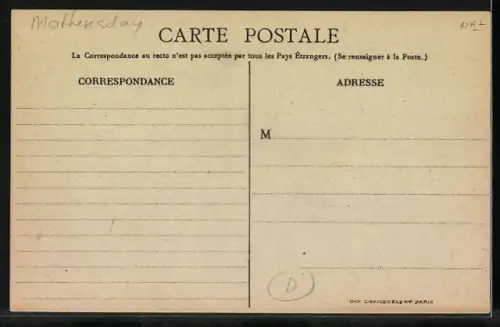 Mothersday
CARTE POSTALE
La Correspondance au recto n'est pas acceptée par tous les Pays Étrangers. (Se renseigner à la Poste.)
CORRESPONDANCE
ADRESSE
M
D
PARIS